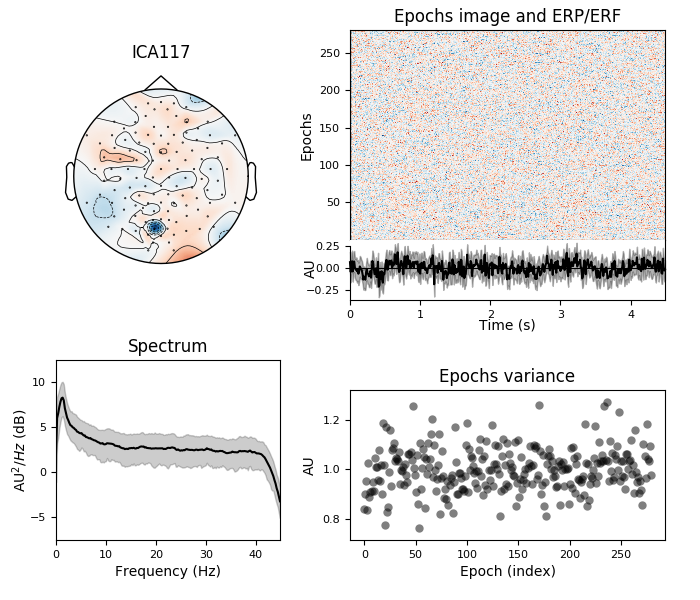 ICA117
Epochs image and ERP/ERF
Epochs
250
200
150
100
50
AU
0.25
0.00
−0.25
0 1 2 3 4
Time (s)
Spectrum
AU²/Hz (dB)
10
5
0
−5
0 10 20 30 40
Frequency (Hz)
Epochs variance
AU
1.2
1.0
0.8
0 50 100 150 200 250
Epoch (index)